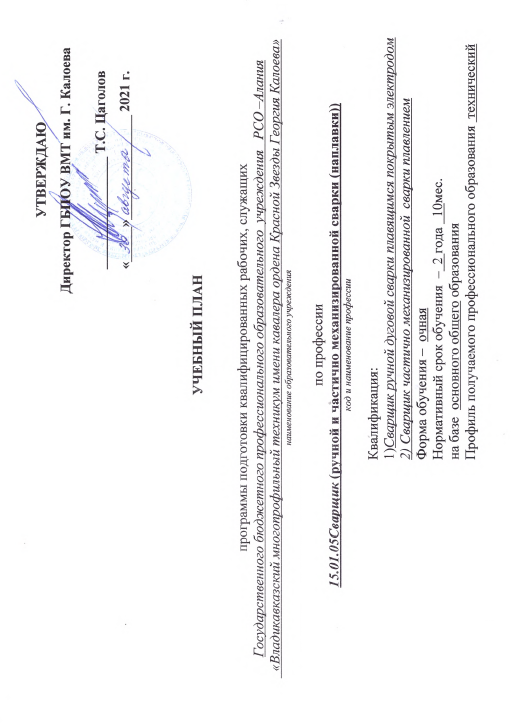 УТВЕРЖДАЮ
Директор ГБПОУ ВМТ им. Г. Калоева
Т.С. Цаголов
« 30 » августа 2021 г.
УЧЕБНЫЙ ПЛАН
программы подготовки квалифицированных рабочих, служащих
Государственного бюджетного профессионального образовательного учреждения РСО –Алания
«Владикавказский многопрофильный техникум имени кавалера ордена Красной Звезды Георгия Калоева»
наименование образовательного учреждения
по профессии
15.01.05Сварщик (ручной и частично механизированной сварки (наплавки))
код и наименование профессии
Квалификация:
1)Сварщик ручной дуговой сварки плавящимся покрытым электродом
2) Сварщик частично механизированной сварки плавлением
Форма обучения – очная
Нормативный срок обучения – 2 года 10мес.
на базе основного общего образования
Профиль получаемого профессионального образования технический